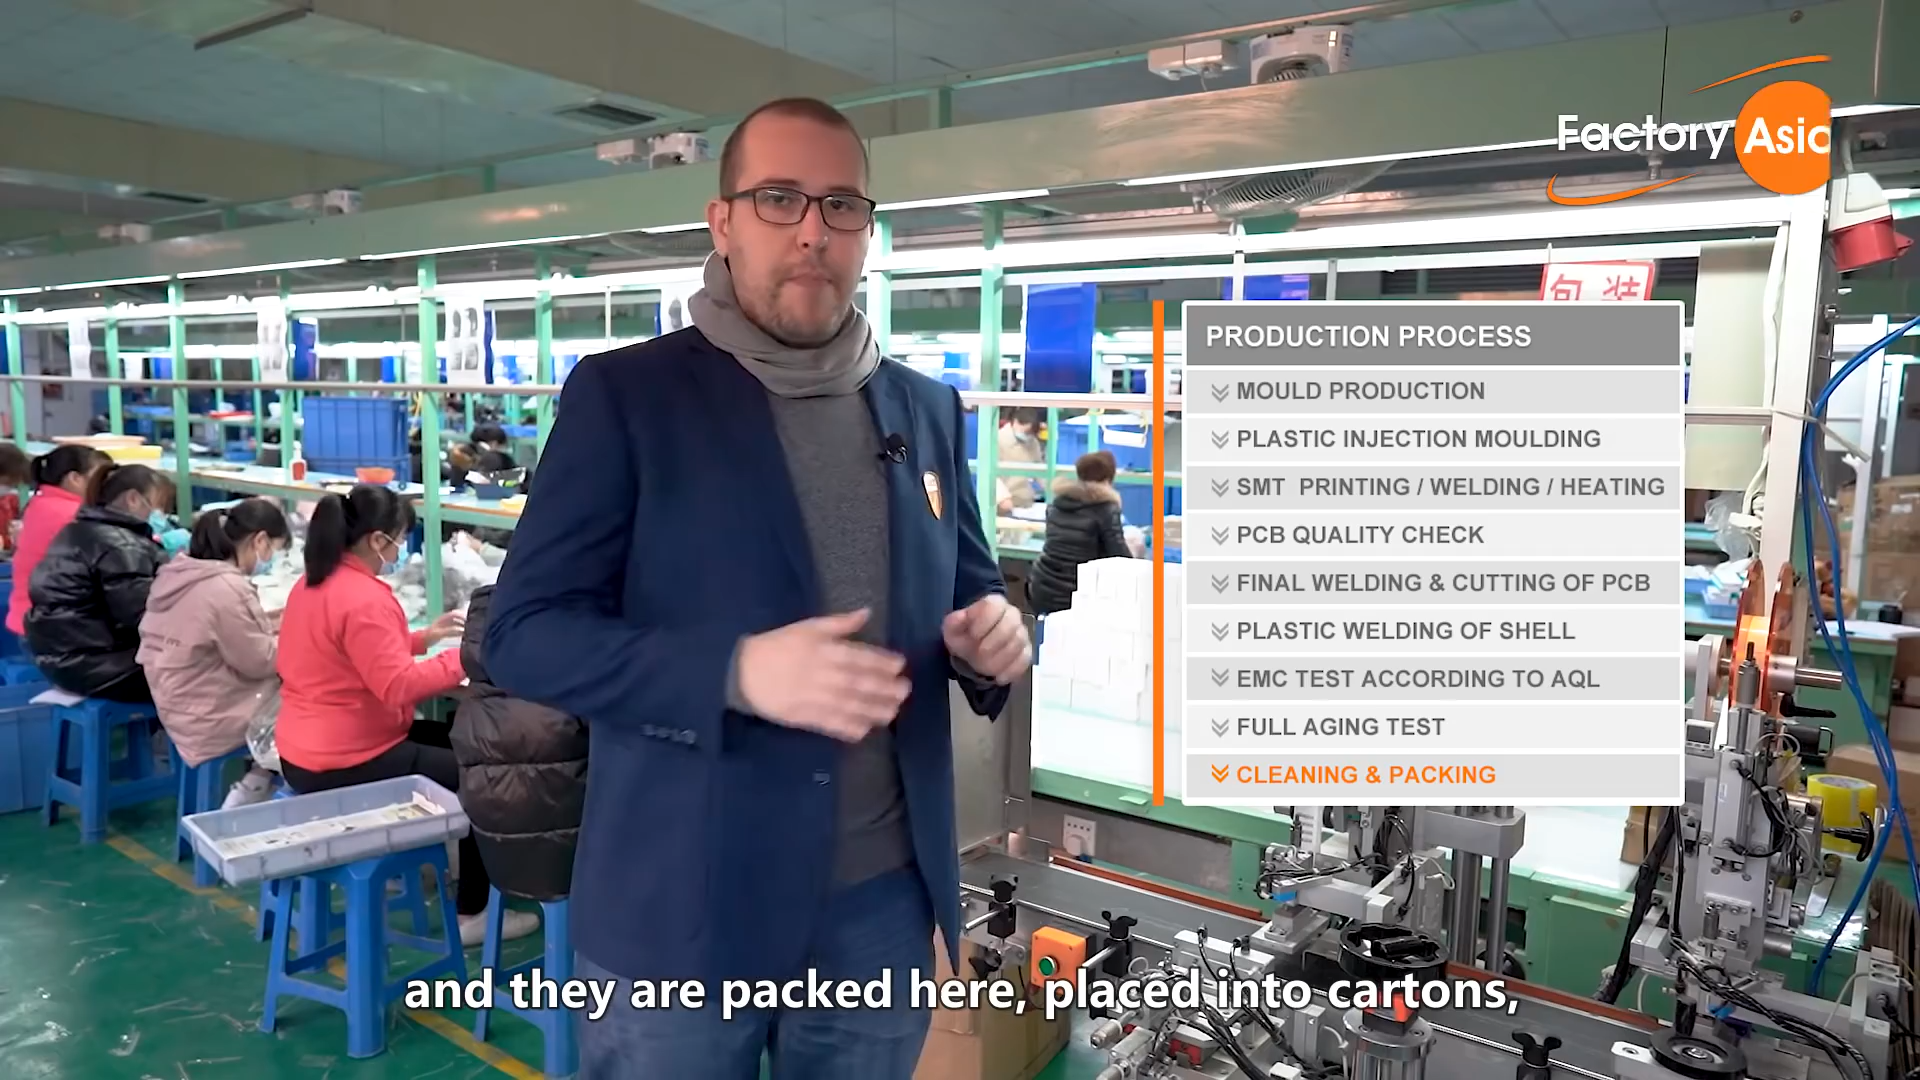 Factory Asia
包装
PRODUCTION PROCESS
MOULD PRODUCTION
PLASTIC INJECTION MOULDING
SMT PRINTING / WELDING / HEATING
PCB QUALITY CHECK
FINAL WELDING & CUTTING OF PCB
PLASTIC WELDING OF SHELL
EMC TEST ACCORDING TO AQL
FULL AGING TEST
CLEANING & PACKING
and they are packed here, placed into cartons,